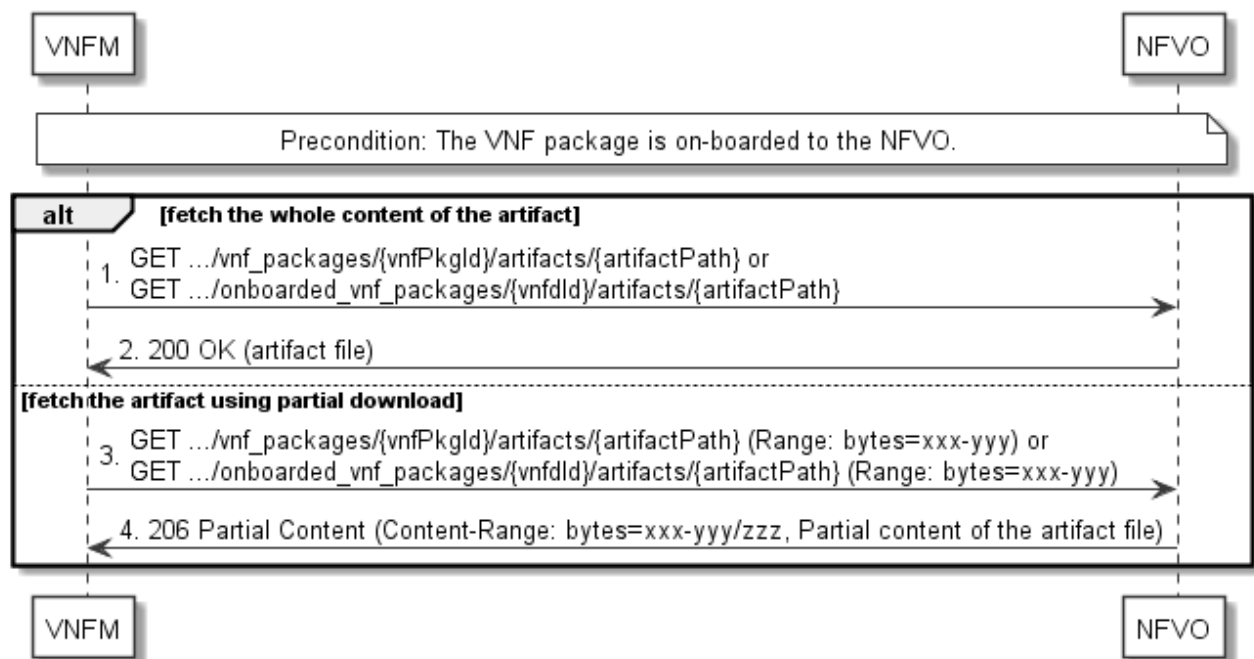 VNFM
NFVO
Precondition: The VNF package is on-boarded to the NFVO.
alt
[fetch the whole content of the artifact]
1. GET .../vnf_packages/{vnfPkgId}/artifacts/{artifactPath} or
GET .../onboarded_vnf_packages/{vnfdId}/artifacts/{artifactPath}
2. 200 OK (artifact file)
[fetch the artifact using partial download]
3. GET .../vnf_packages/{vnfPkgId}/artifacts/{artifactPath} (Range: bytes=xxx-yyy) or
GET .../onboarded_vnf_packages/{vnfdId}/artifacts/{artifactPath} (Range: bytes=xxx-yyy)
4. 206 Partial Content (Content-Range: bytes=xxx-yyy/zzz, Partial content of the artifact file)
VNFM
NFVO